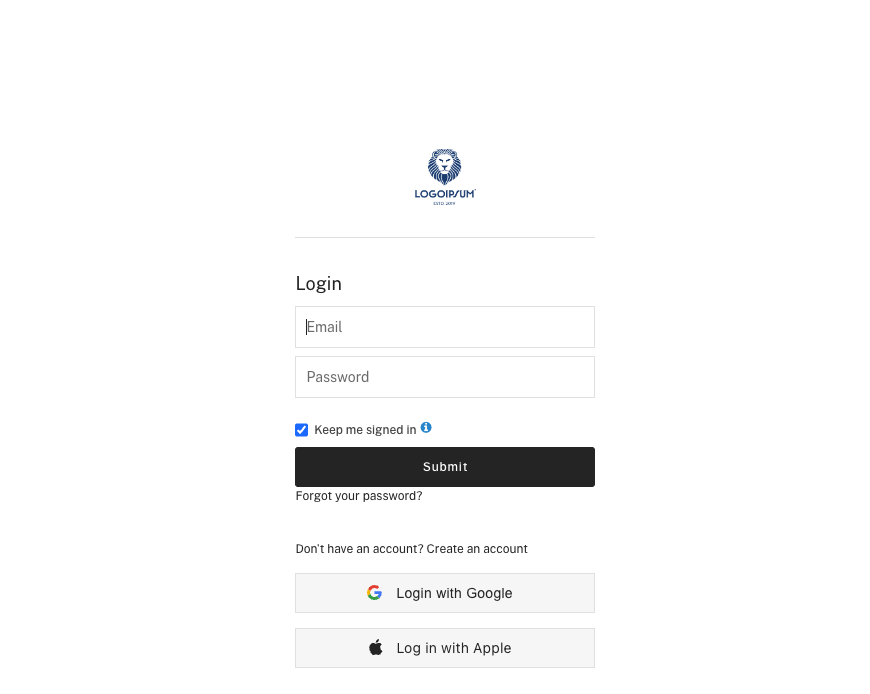 LOGOIPSUM
ESTD. 2019
Login
Email
Password
Keep me signed in
Submit
Forgot your password?
Don't have an account? Create an account
Login with Google
Log in with Apple